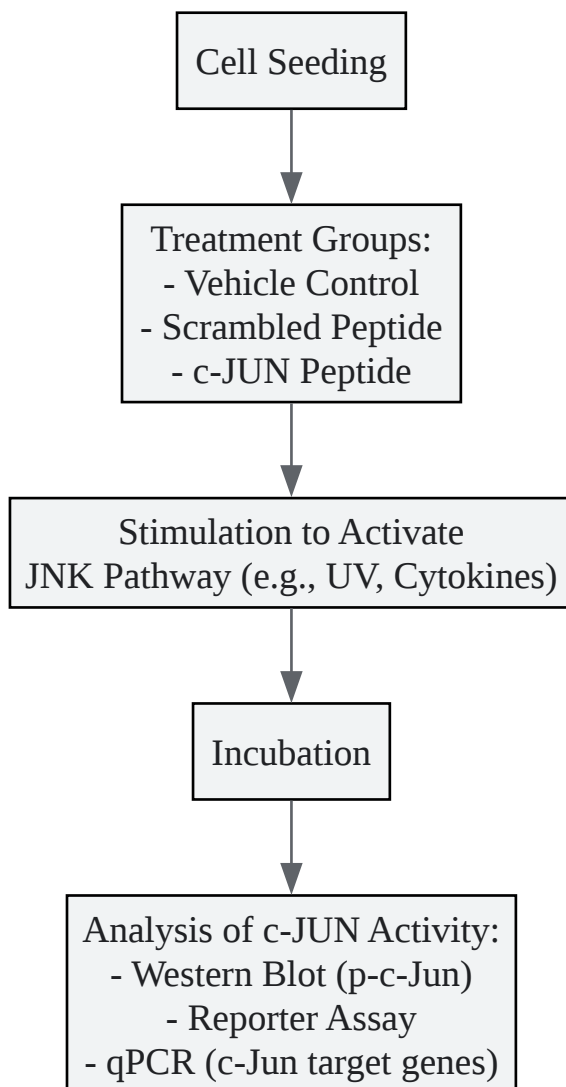 Cell Seeding
Treatment Groups:
- Vehicle Control
- Scrambled Peptide
- c-JUN Peptide
Stimulation to Activate
JNK Pathway (e.g., UV, Cytokines)
Incubation
Analysis of c-JUN Activity:
- Western Blot (p-c-Jun)
- Reporter Assay
- qPCR (c-Jun target genes)